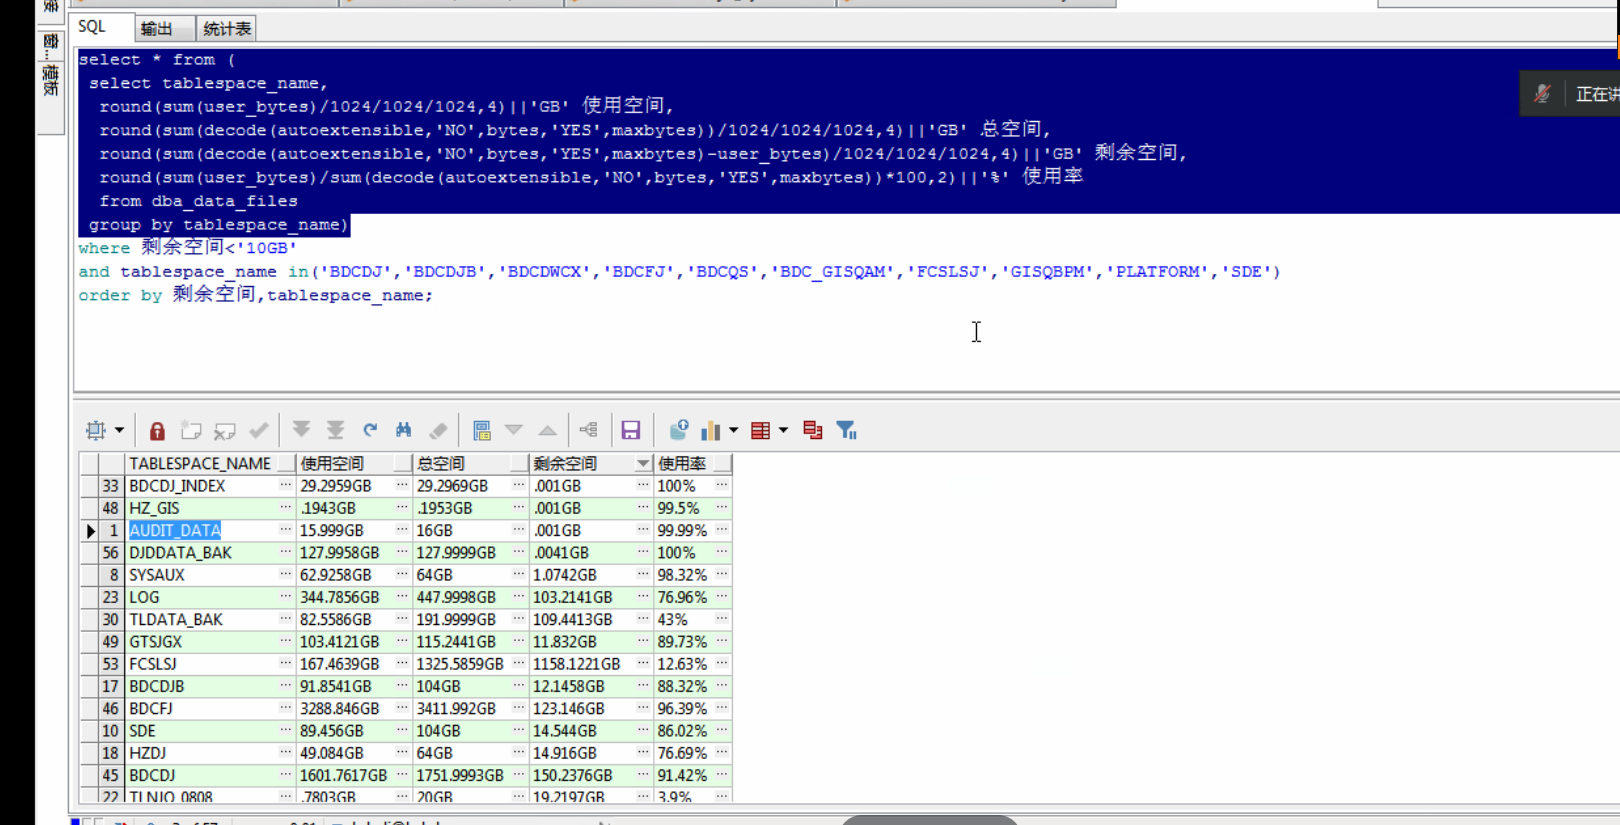 SQL 输出 统计表
模板
正在讲
select * from (
select tablespace_name,
round(sum(user_bytes)/1024/1024/1024,4)||'GB' 使用空间,
round(sum(decode(autoextensible,'NO',bytes,'YES',maxbytes))/1024/1024/1024,4)||'GB' 总空间,
round(sum(decode(autoextensible,'NO',bytes,'YES',maxbytes)-user_bytes)/1024/1024/1024,4)||'GB' 剩余空间,
round(sum(user_bytes)/sum(decode(autoextensible,'NO',bytes,'YES',maxbytes))*100,2)||'%' 使用率
from dba_data_files
group by tablespace_name)
where 剩余空间<'10GB'
and tablespace_name in('BDCDJ','BDCDJB','BDCDWCX','BDCFJ','BDCQS','BDC_GISQAM','FCSLSJ','GISQBPM','PLATFORM','SDE')
order by 剩余空间,tablespace_name;
TABLESPACE_NAME 使用空间 总空间 剩余空间 使用率
33 BDCDJ_INDEX ... 29.2959GB ... 29.2969GB ... .001GB ... 100% ...
48 HZ_GIS ... .1943GB ... .1953GB ... .001GB ... 99.5% ...
1 AUDIT_DATA ... 15.999GB ... 16GB ... .001GB ... 99.99% ...
56 DJDDATA_BAK ... 127.9958GB ... 127.9999GB ... .0041GB ... 100% ...
8 SYSAUX ... 62.9258GB ... 64GB ... 1.0742GB ... 98.32% ...
23 LOG ... 344.7856GB ... 447.9998GB ... 103.2141GB ... 76.96% ...
30 TLDATA_BAK ... 82.5586GB ... 191.9999GB ... 109.4413GB ... 43% ...
49 GTSJGX ... 103.4121GB ... 115.2441GB ... 11.832GB ... 89.73% ...
53 FCSLSJ ... 167.4639GB ... 1325.5859GB ... 1158.1221GB ... 12.63% ...
17 BDCDJB ... 91.8541GB ... 104GB ... 12.1458GB ... 88.32% ...
46 BDCFJ ... 3288.846GB ... 3411.992GB ... 123.146GB ... 96.39% ...
10 SDE ... 89.456GB ... 104GB ... 14.544GB ... 86.02% ...
18 HZDJ ... 49.084GB ... 64GB ... 14.916GB ... 76.69% ...
45 BDCDJ ... 1601.7617GB ... 1751.9993GB ... 150.2376GB ... 91.42% ...
22 TLNJO_0808 ... .7803GB ... 20GB ... 19.2197GB ... 3.9% ...